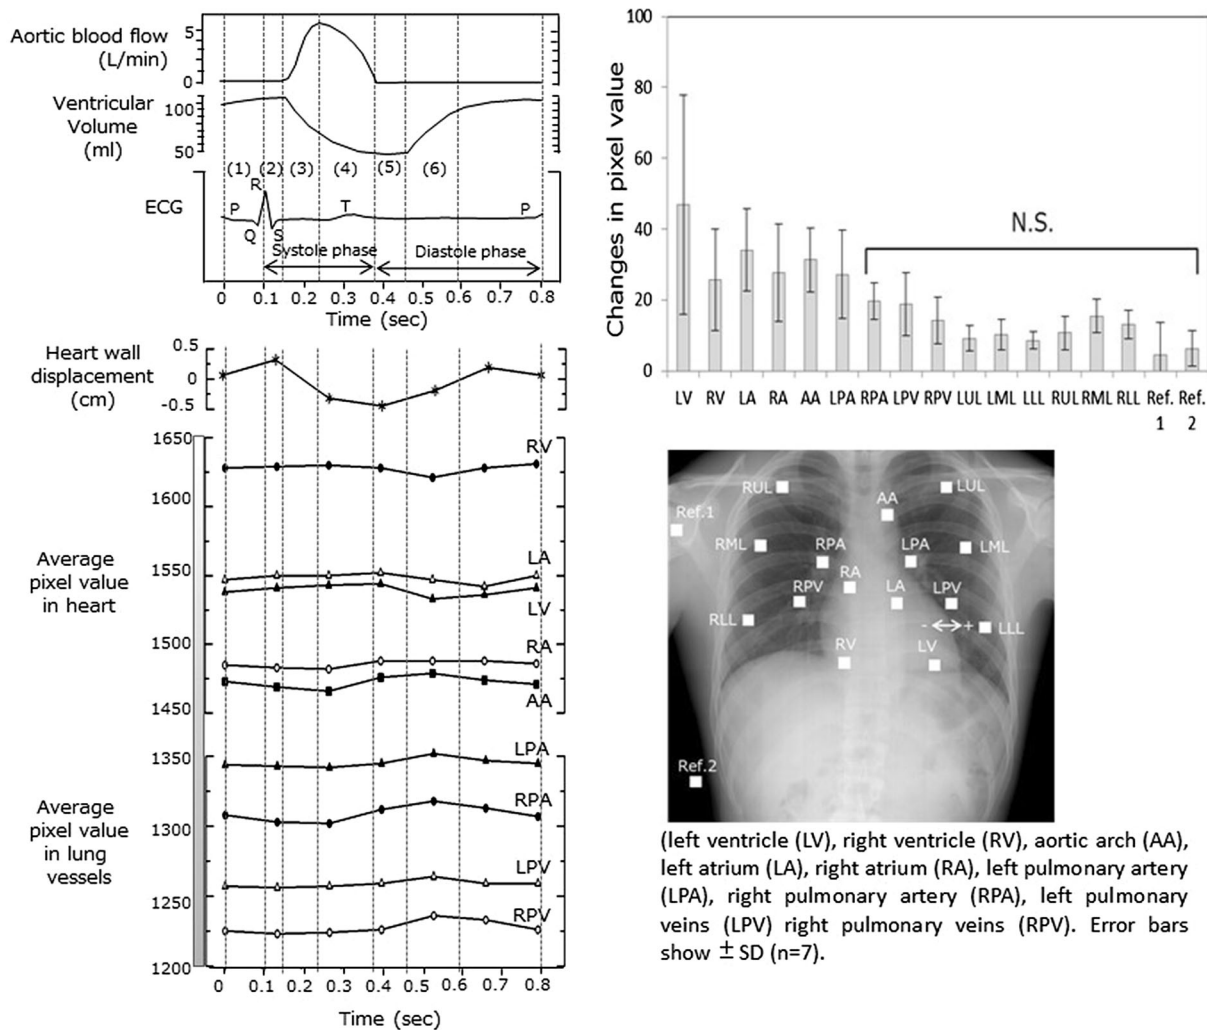 Aortic blood flow
(L/min)
5
0
Ventricular
Volume
(ml)
100
50
(1) (2) (3) (4) (5) (6)
ECG
P
R
Q
S
T
P
Systole phase
Diastole phase
0 0.1 0.2 0.3 0.4 0.5 0.6 0.7 0.8
Time (sec)
Heart wall
displacement
(cm)
0.5
0
-0.5
Average
pixel value
in heart
1650
1600
1550
1500
1450
RV
LA
LV
RA
AA
Average
pixel value
in lung
vessels
1350
1300
1250
1200
LPA
RPA
LPV
RPV
0 0.1 0.2 0.3 0.4 0.5 0.6 0.7 0.8
Time (sec)
Changes in pixel value
100
80
60
40
20
0
N.S.
LV RV LA RA AA LPA RPA LPV RPV LUL LML LLL RUL RML RLL Ref. Ref.
1 2
RUL
AA
LUL
Ref.1
RML
RPA
LPA
LML
RA
RPV
LA
LPV
RLL
- +
LLL
RV
LV
Ref.2
(left ventricle (LV), right ventricle (RV), aortic arch (AA),
left atrium (LA), right atrium (RA), left pulmonary artery
(LPA), right pulmonary artery (RPA), left pulmonary
veins (LPV) right pulmonary veins (RPV). Error bars
show ±SD (n=7).